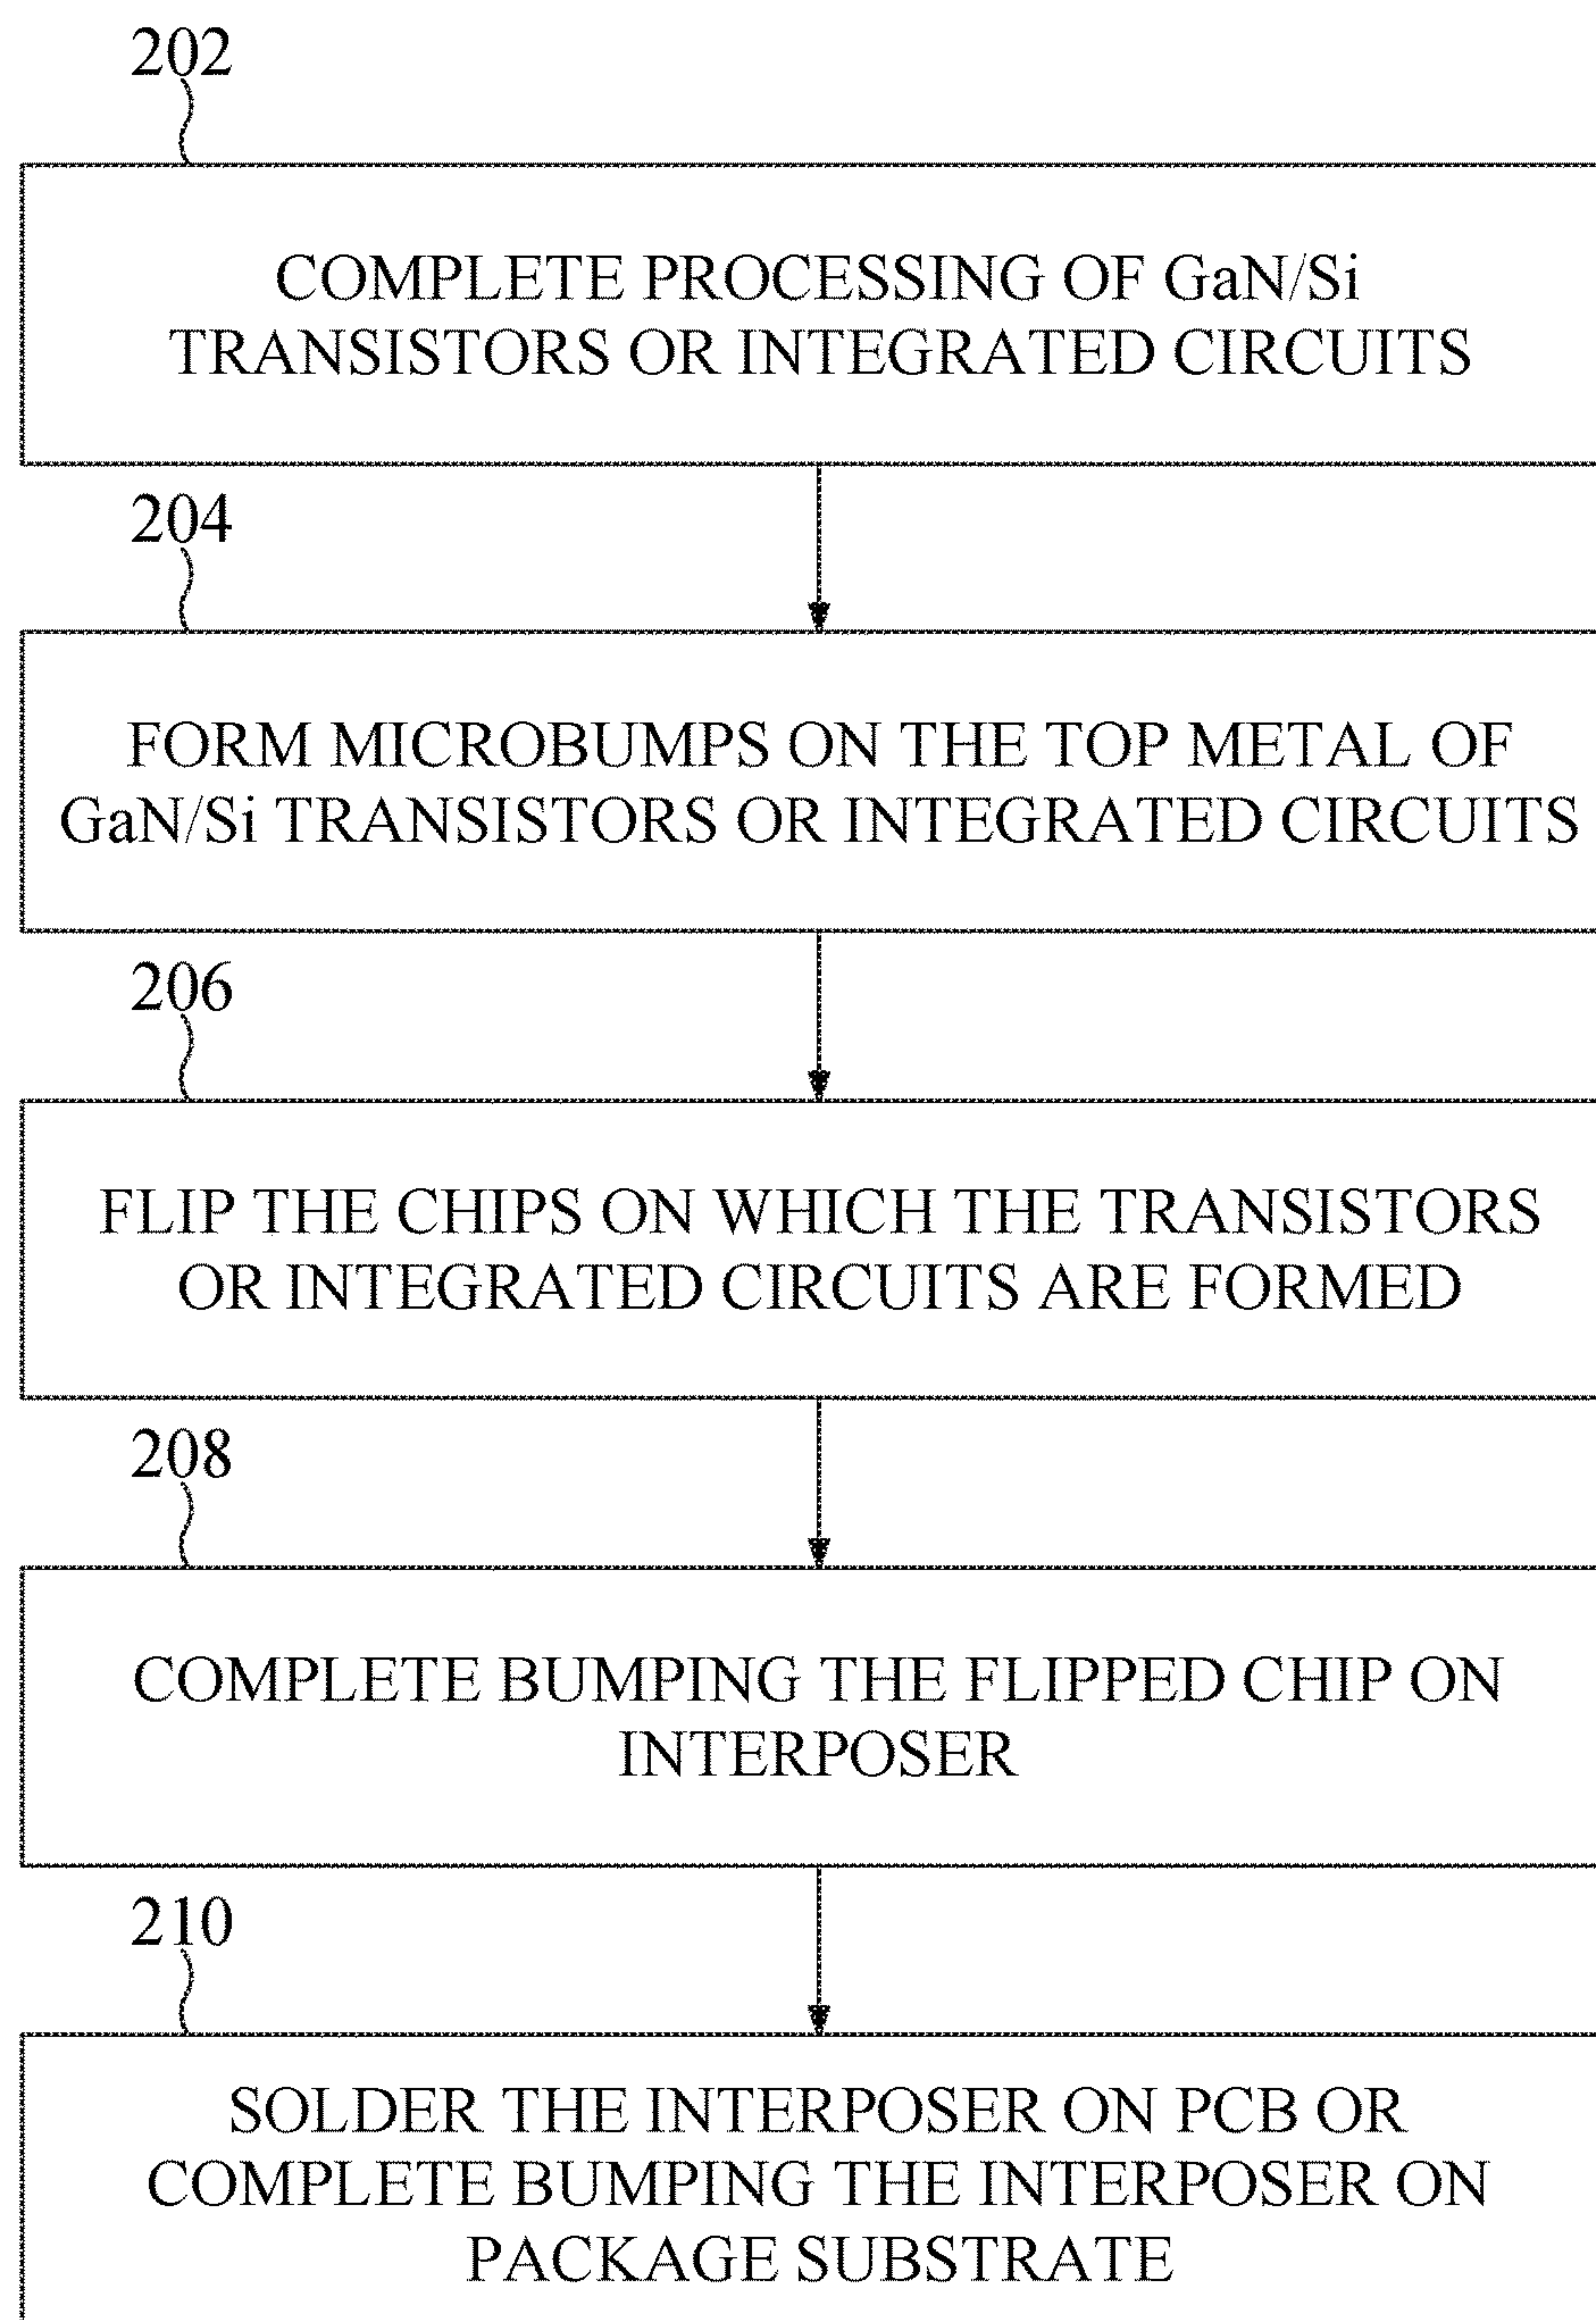 202
COMPLETE PROCESSING OF GaN/Si
TRANSISTORS OR INTEGRATED CIRCUITS
204
FORM MICROBUMPS ON THE TOP METAL OF
GaN/Si TRANSISTORS OR INTEGRATED CIRCUITS
206
FLIP THE CHIPS ON WHICH THE TRANSISTORS
OR INTEGRATED CIRCUITS ARE FORMED
208
COMPLETE BUMPING THE FLIPPED CHIP ON
INTERPOSER
210
SOLDER THE INTERPOSER ON PCB OR
COMPLETE BUMPING THE INTERPOSER ON
PACKAGE SUBSTRATE